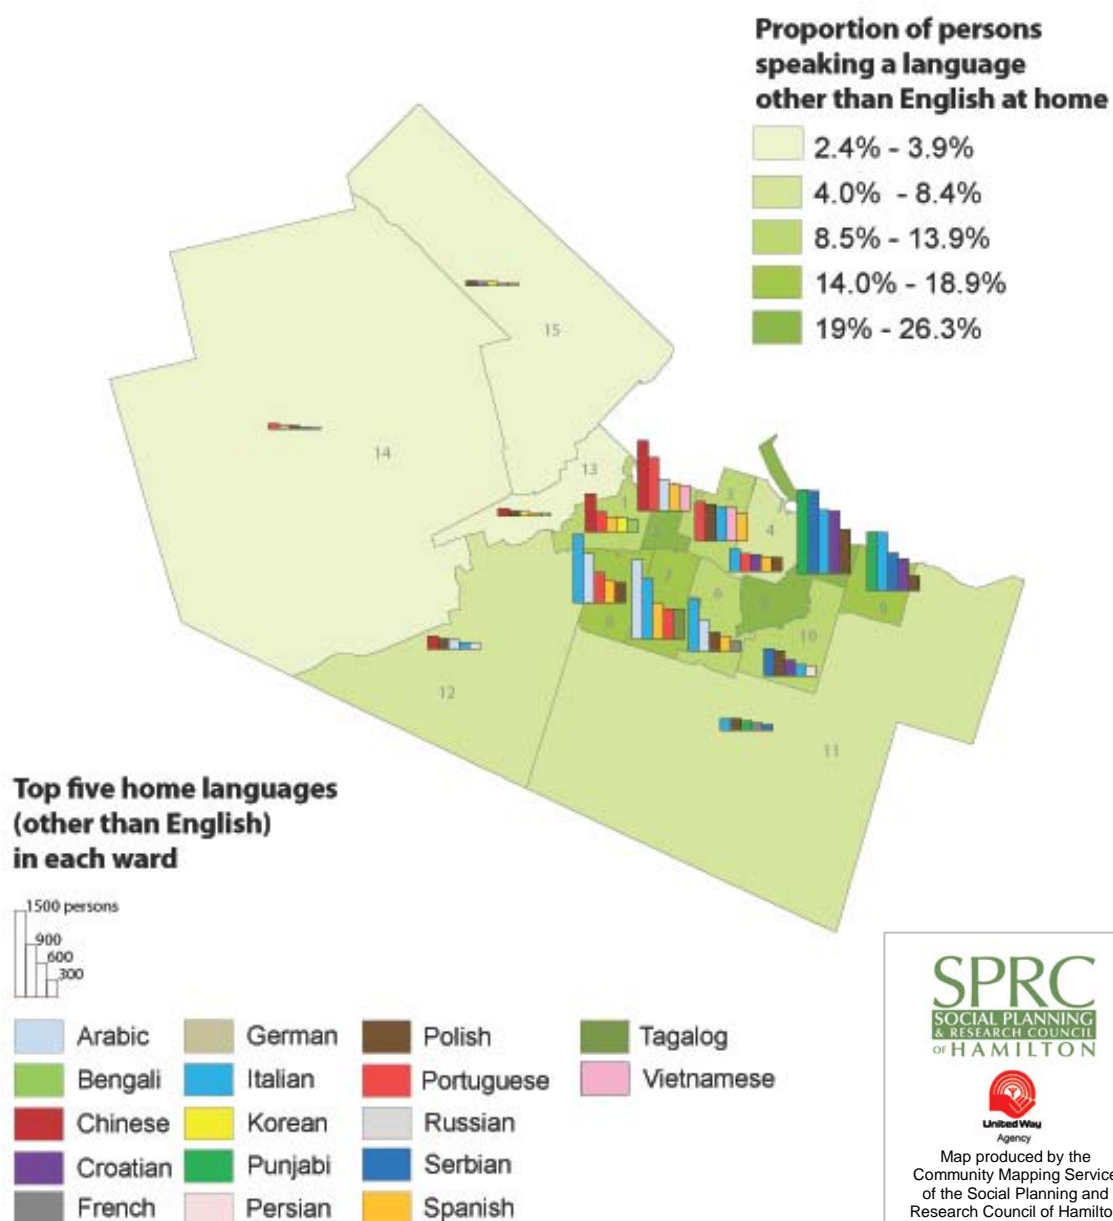 Proportion of persons
speaking a language
other than English at home
2.4% - 3.9%
4.0% - 8.4%
8.5% - 13.9%
14.0% - 18.9%
19% - 26.3%
15
14
13
1
3
4
7
6
8
9
10
12
11
Top five home languages
(other than English)
in each ward
1500 persons
900
600
300
Arabic
German
Polish
Tagalog
Bengali
Italian
Portuguese
Vietnamese
Chinese
Korean
Russian
Croatian
Punjabi
Serbian
French
Persian
Spanish
SPRC
SOCIAL PLANNING
& RESEARCH COUNCIL
OF HAMILTON
United Way
Agency
Map produced by the
Community Mapping Service
of the Social Planning and
Research Council of Hamilto